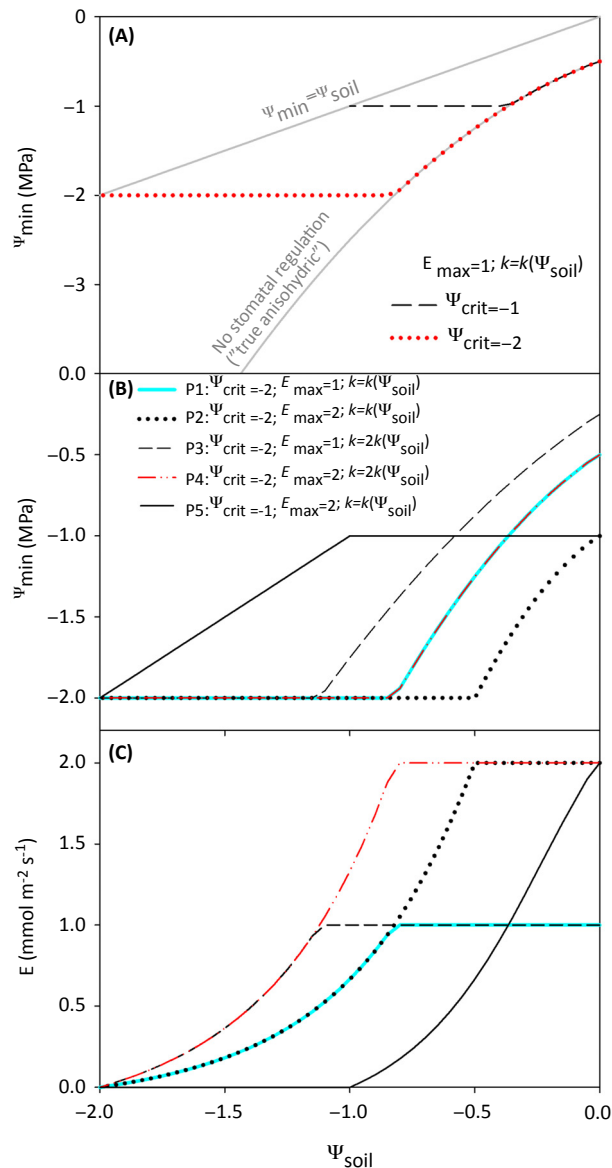 (A)
0
−1
−2
−3
0.0
Ψmin (MPa)
Ψmin=Ψsoil
No stomatal regulation
("true anisohydric")
E max=1; k=k(Ψsoil)
Ψcrit=−1
Ψcrit=−2
(B)
P1:Ψcrit =-2; Emax=1; k=k(Ψsoil)
P2:Ψcrit =-2; Emax=2; k=k(Ψsoil)
P3:Ψcrit =-2; Emax=1; k=2k(Ψsoil)
P4:Ψcrit =-2; Emax=2; k=2k(Ψsoil)
P5:Ψcrit =-1; Emax=2; k=k(Ψsoil)
−0.5
−1.0
−1.5
−2.0
Ψmin (MPa)
(C)
2.0
1.5
1.0
0.5
0.0
E (mmol m-2 s-1)
-2.0 -1.5 -1.0 -0.5 0.0
Ψsoil